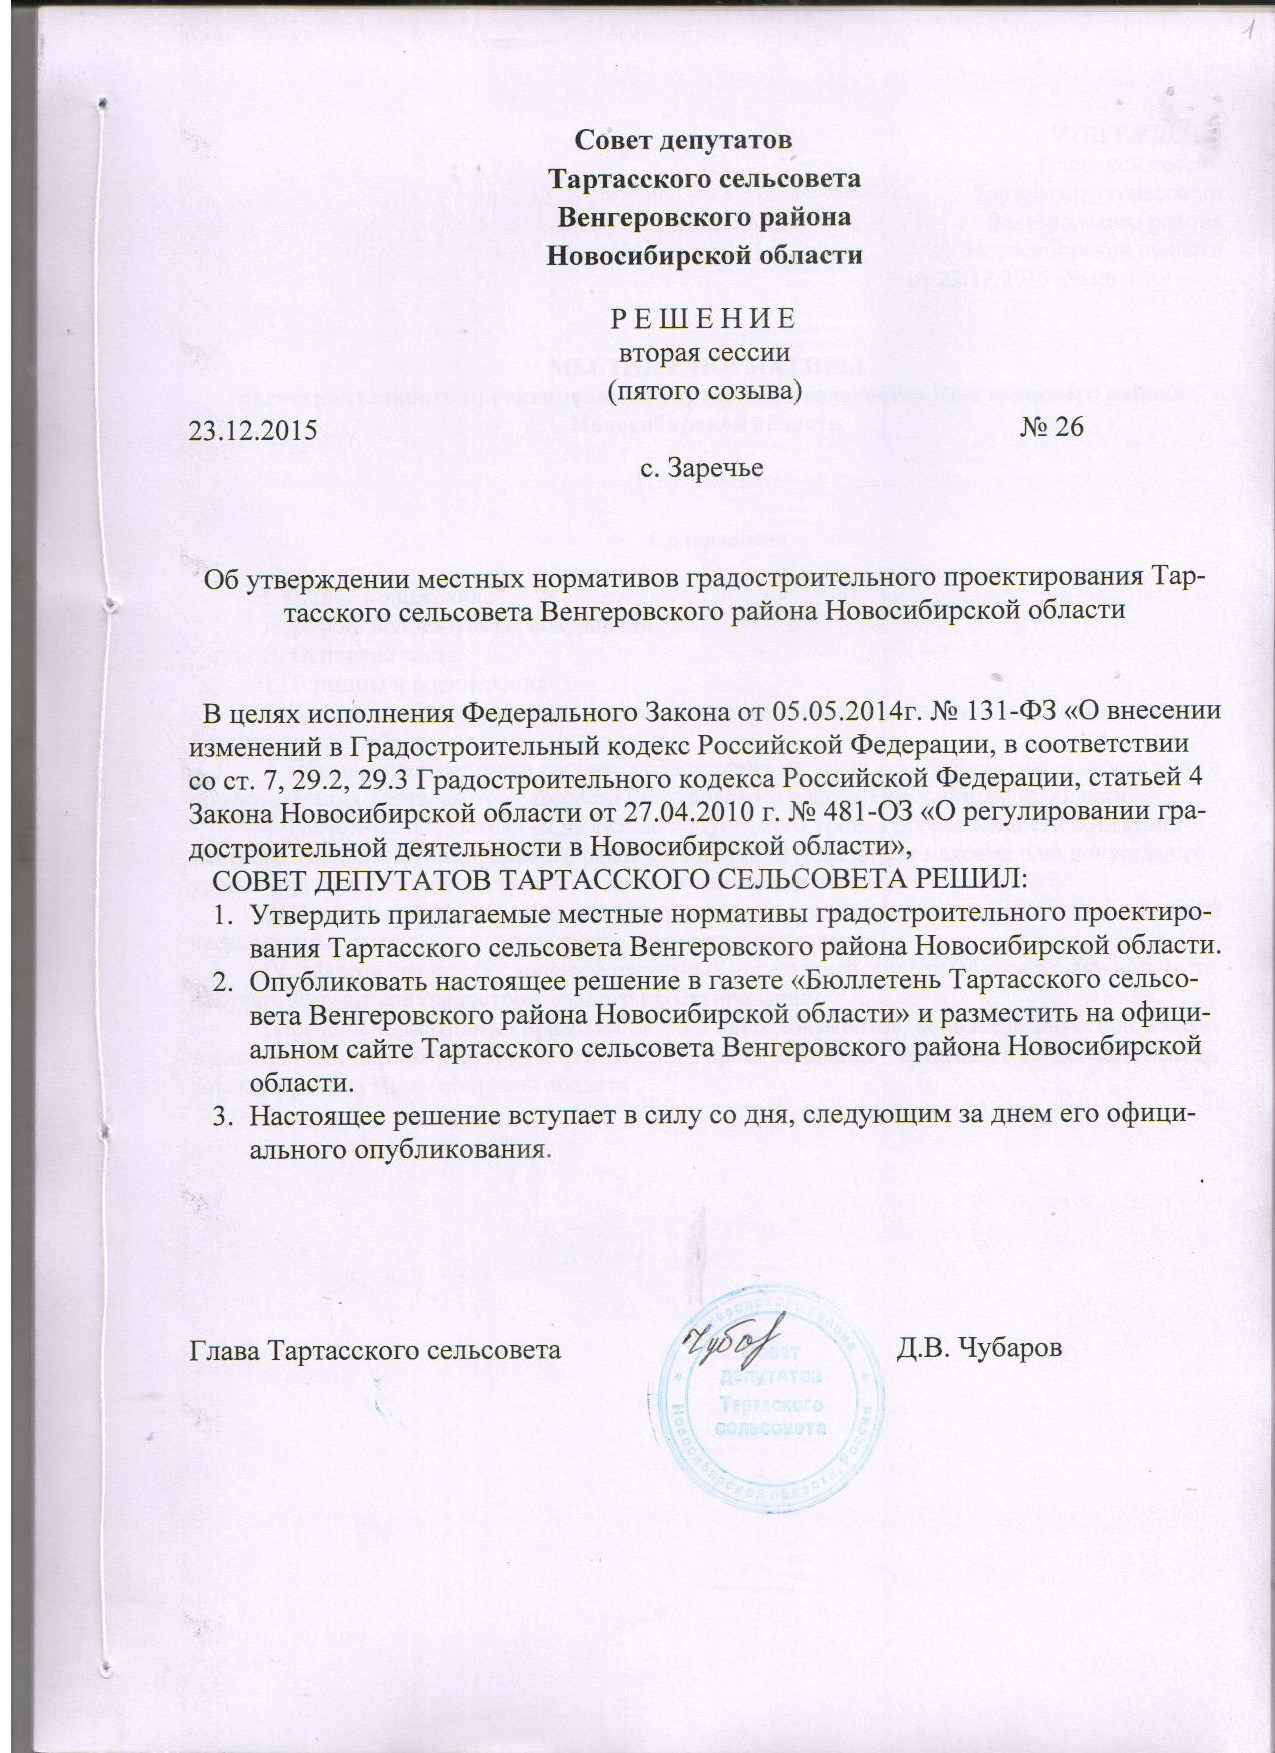 1
Совет депутатов
Тартасского сельсовета
Венгеровского района
Новосибирской области
Р Е Ш Е Н И Е
вторая сессии
(пятого созыва)
23.12.2015 № 26
с. Заречье
Об утверждении местных нормативов градостроительного проектирования Тар-
тасского сельсовета Венгеровского района Новосибирской области
В целях исполнения Федерального Закона от 05.05.2014г. № 131-ФЗ «О внесении
изменений в Градостроительный кодекс Российской Федерации, в соответствии
со ст. 7, 29.2, 29.3 Градостроительного кодекса Российской Федерации, статьей 4
Закона Новосибирской области от 27.04.2010 г. № 481-ОЗ «О регулировании гра-
достроительной деятельности в Новосибирской области»,
СОВЕТ ДЕПУТАТОВ ТАРТАССКОГО СЕЛЬСОВЕТА РЕШИЛ:
1. Утвердить прилагаемые местные нормативы градостроительного проектиро-
вания Тартасского сельсовета Венгеровского района Новосибирской области.
2. Опубликовать настоящее решение в газете «Бюллетень Тартасского сельсо-
вета Венгеровского района Новосибирской области» и разместить на офици-
альном сайте Тартасского сельсовета Венгеровского района Новосибирской
области.
3. Настоящее решение вступает в силу со дня, следующим за днем его офици-
ального опубликования.
Глава Тартасского сельсовета Д.В. Чубаров
депутатов
Тартаского
сельсовета
Новосибирской области, Россия
района